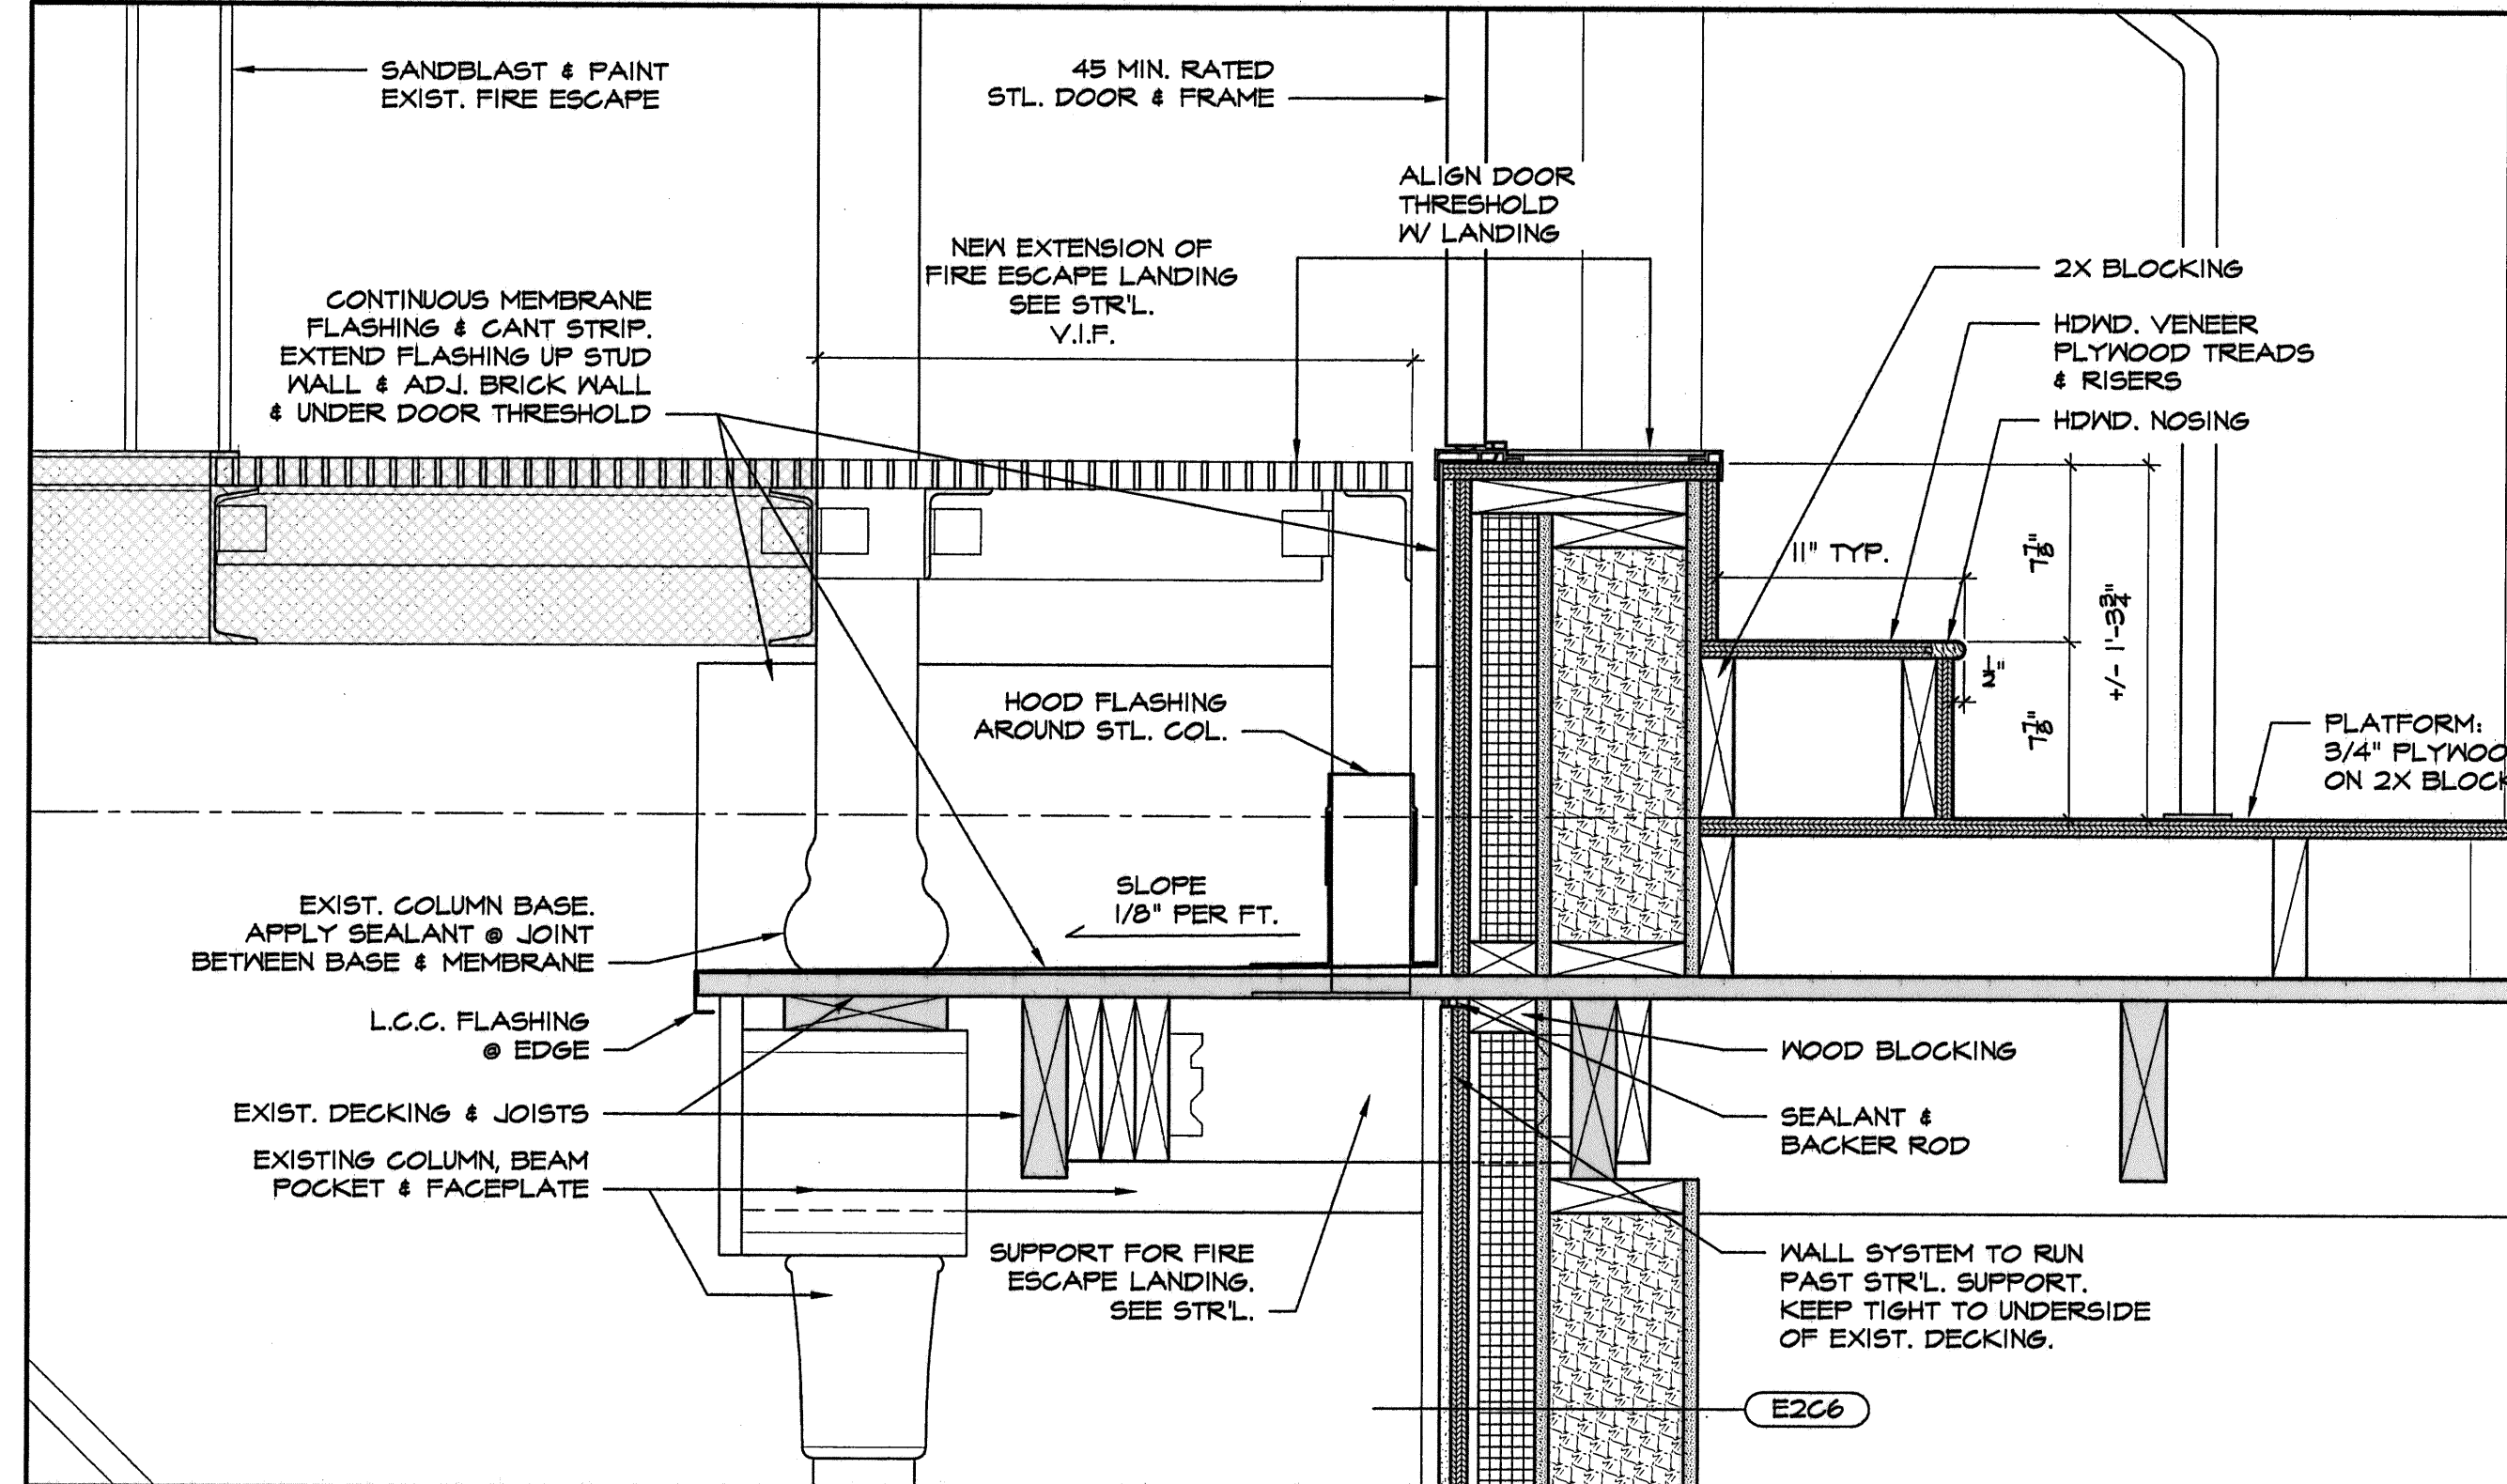 SANDBLAST & PAINT
EXIST. FIRE ESCAPE
45 MIN. RATED
STL. DOOR & FRAME
ALIGN DOOR
THRESHOLD
W/ LANDING
NEW EXTENSION OF
FIRE ESCAPE LANDING
SEE STR'L.
V.I.F.
CONTINUOUS MEMBRANE
FLASHING & CANT STRIP.
EXTEND FLASHING UP STUD
WALL & ADJ. BRICK WALL
& UNDER DOOR THRESHOLD
2X BLOCKING
HDWD. VENEER
PLYWOOD TREADS
& RISERS
HDWD. NOSING
11" TYP.
7 7/8"
+/- 1'-3 3/4"
1/2"
7 7/8"
HOOD FLASHING
AROUND STL. COL.
PLATFORM:
3/4" PLYWOO
ON 2X BLOCK
SLOPE
1/8" PER FT.
EXIST. COLUMN BASE.
APPLY SEALANT @ JOINT
BETWEEN BASE & MEMBRANE
L.C.C. FLASHING
@ EDGE
EXIST. DECKING & JOISTS
EXISTING COLUMN, BEAM
POCKET & FACEPLATE
WOOD BLOCKING
SEALANT &
BACKER ROD
SUPPORT FOR FIRE
ESCAPE LANDING.
SEE STR'L.
WALL SYSTEM TO RUN
PAST STR'L. SUPPORT.
KEEP TIGHT TO UNDERSIDE
OF EXIST. DECKING.
E2C6